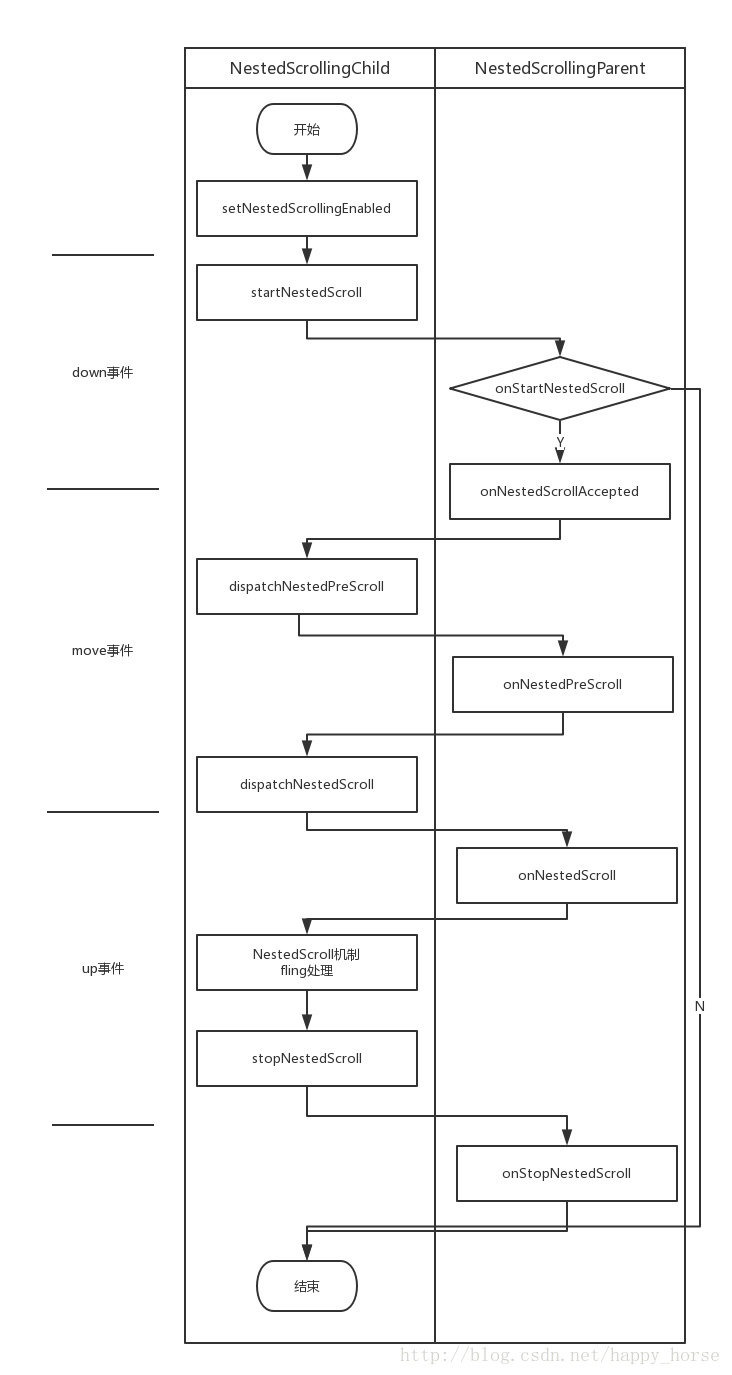 NestedScrollingChild
NestedScrollingParent
开始
setNestedScrollingEnabled
startNestedScroll
down事件
onStartNestedScroll
Y
onNestedScrollAccepted
dispatchNestedPreScroll
move事件
onNestedPreScroll
dispatchNestedScroll
onNestedScroll
NestedScroll机制
fling处理
up事件
N
stopNestedScroll
onStopNestedScroll
结束
http://blog.csdn.net/happy_horse